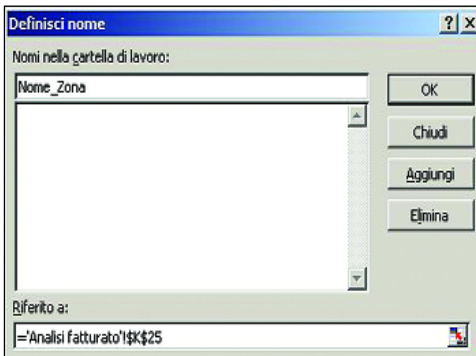 Definisci nome
Nomi nella cartella di lavoro:
Nome_Zona
OK
Chiudi
Aggiungi
Elimina
Riferito a:
='Analisi fatturato'!$K$25